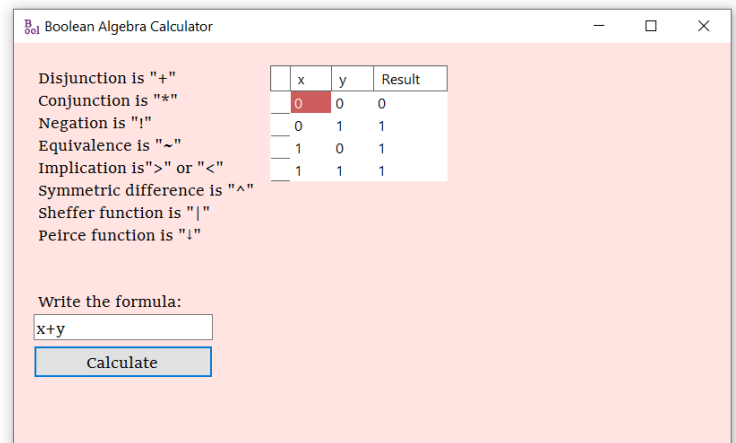 Bool Boolean Algebra Calculator
Disjunction is "+"
Conjunction is "*"
Negation is "!"
Equivalence is "~"
Implication is">" or "<"
Symmetric difference is "^"
Sheffer function is "|"
Peirce function is "↓"
x y Result
0 0 0
0 1 1
1 0 1
1 1 1
Write the formula:
x+y
Calculate